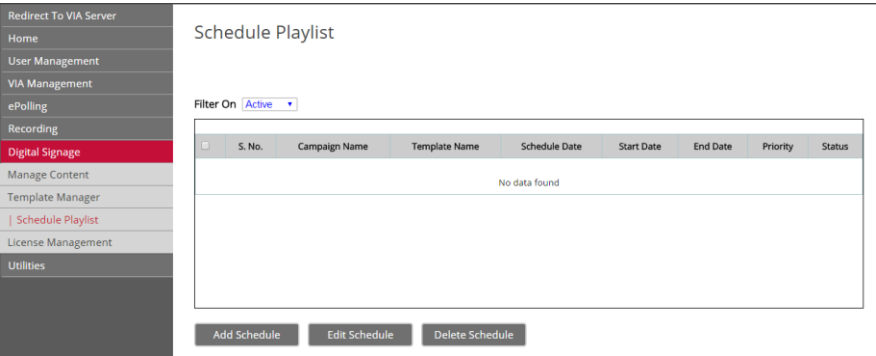 Redirect To VIA Server
Home
User Management
VIA Management
ePolling
Recording
Digital Signage
Manage Content
Template Manager
| Schedule Playlist
License Management
Utilities
Schedule Playlist
Filter On Active
S. No. Campaign Name Template Name Schedule Date Start Date End Date Priority Status
No data found
Add Schedule Edit Schedule Delete Schedule